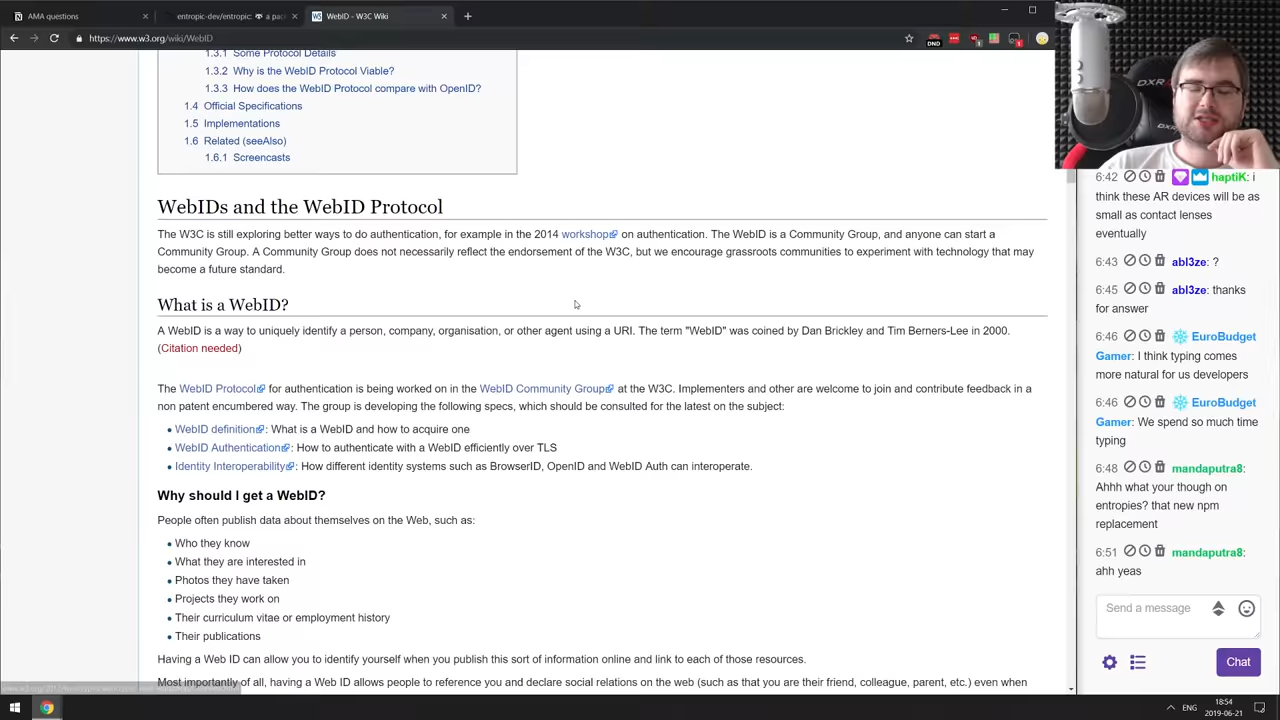 AMA questions
entropic-dev/entropic: a pac
WebID - W3C Wiki
https://www.w3.org/wiki/WebID
DND
1.3.1 Some Protocol Details
1.3.2 Why is the WebID Protocol Viable?
1.3.3 How does the WebID Protocol compare with OpenID?
1.4 Official Specifications
1.5 Implementations
1.6 Related (seeAlso)
1.6.1 Screencasts
WebIDs and the WebID Protocol
The W3C is still exploring better ways to do authentication, for example in the 2014 workshop on authentication. The WebID is a Community Group, and anyone can start a
Community Group. A Community Group does not necessarily reflect the endorsement of the W3C, but we encourage grassroots communities to experiment with technology that may
become a future standard.
What is a WebID?
A WebID is a way to uniquely identify a person, company, organisation, or other agent using a URI. The term "WebID" was coined by Dan Brickley and Tim Berners-Lee in 2000.
(Citation needed)
The WebID Protocol for authentication is being worked on in the WebID Community Group at the W3C. Implementers and other are welcome to join and contribute feedback in a
non patent encumbered way. The group is developing the following specs, which should be consulted for the latest on the subject:
WebID definition: What is a WebID and how to acquire one
WebID Authentication: How to authenticate with a WebID efficiently over TLS
Identity Interoperability: How different identity systems such as BrowserID, OpenID and WebID Auth can interoperate.
Why should I get a WebID?
People often publish data about themselves on the Web, such as:
Who they know
What they are interested in
Photos they have taken
Projects they work on
Their curriculum vitae or employment history
Their publications
Having a Web ID can allow you to identify yourself when you publish this sort of information online and link to each of those resources.
Most importantly of all, having a Web ID allows people to reference you and declare social relations on the web (such as that you are their friend, colleague, parent, etc.) even when
DXR
6:42 haptiK: i
think these AR devices will be as
small as contact lenses
eventually
6:43 abl3ze: ?
6:45 abl3ze: thanks
for answer
6:46 EuroBudget
Gamer: I think typing comes
more natural for us developers
6:46 EuroBudget
Gamer: We spend so much time
typing
6:48 mandaputra8:
Ahhh what your though on
entropies? that new npm
replacement
6:51 mandaputra8:
ahh yeas
Send a message
Chat
ENG
18:54
2019-06-21